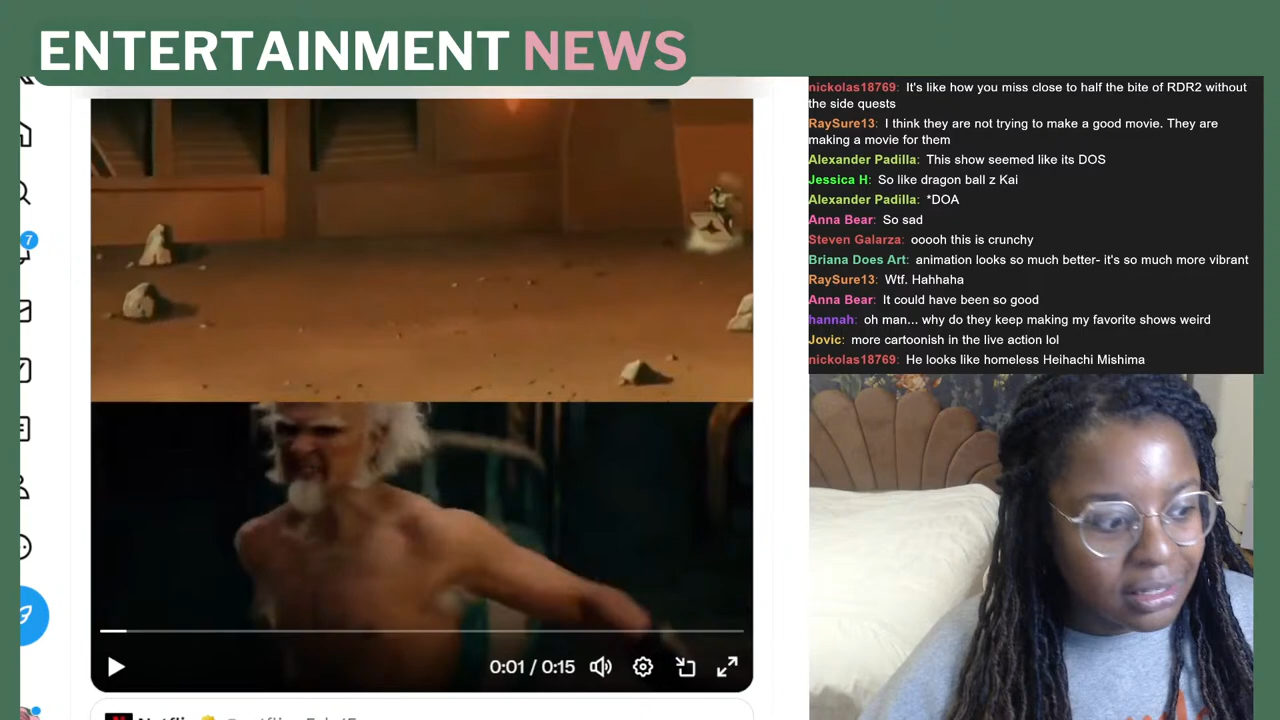 ENTERTAINMENT NEWS
nickolas18769: It's like how you miss close to half the bite of RDR2 without
the side quests
RaySure13: I think they are not trying to make a good movie. They are
making a movie for them
Alexander Padilla: This show seemed like its DOS
Jessica H: So like dragon ball z Kai
Alexander Padilla: *DOA
Anna Bear: So sad
Steven Galarza: ooooh this is crunchy
Briana Does Art: animation looks so much better- it's so much more vibrant
RaySure13: Wtf. Hahhaha
Anna Bear: It could have been so good
hannah: oh man... why do they keep making my favorite shows weird
Jovic: more cartoonish in the live action lol
nickolas18769: He looks like homeless Heihachi Mishima
7
0:01 / 0:15